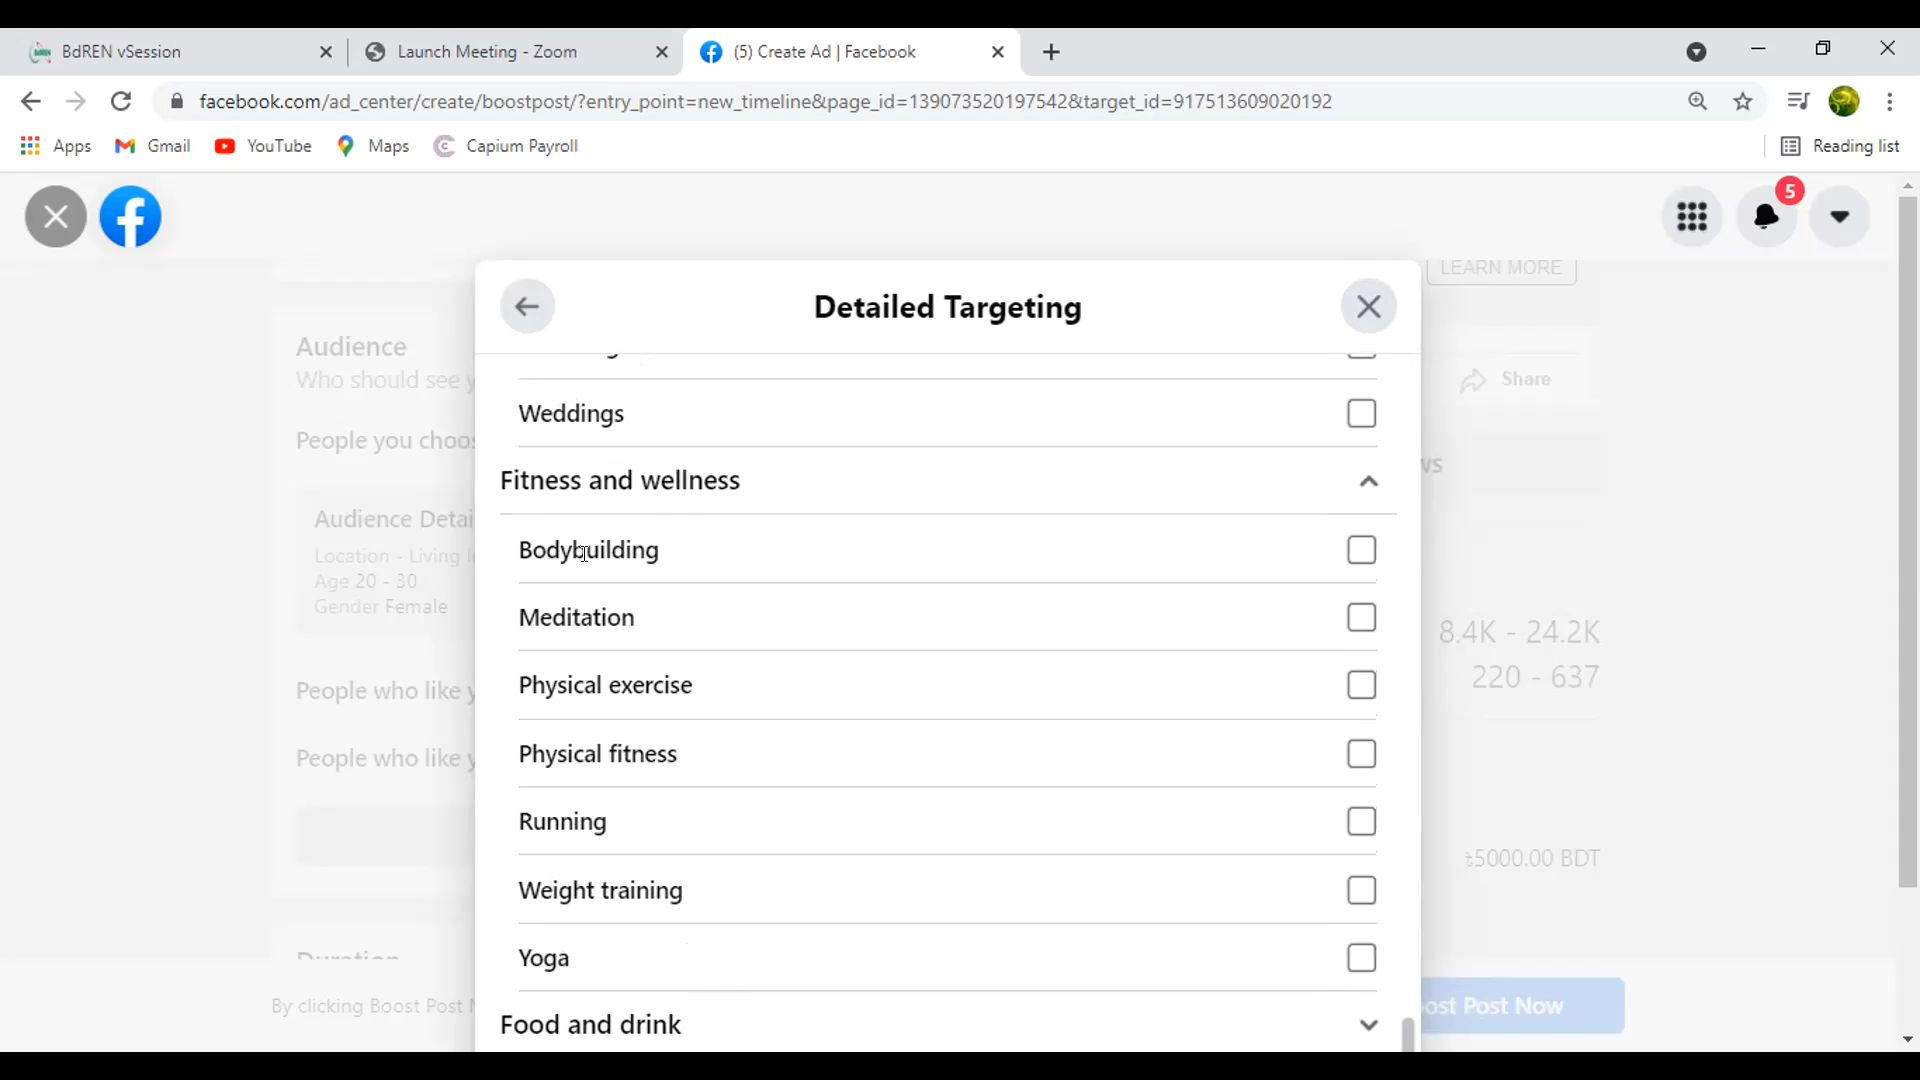 BdREN vSession
Launch Meeting - Zoom
(5) Create Ad | Facebook
facebook.com/ad_center/create/boostpost/?entry_point=new_timeline&page_id=139073520197542&target_id=917513609020192
Apps
Gmail
YouTube
Maps
Capium Payroll
Reading list
5
LEARN MORE
Detailed Targeting
Audience
Who should see
Share
People you
Weddings
Fitness and wellness
Audience
Location - Living
Age 20 - 30
Gender Female
Bodybuilding
Meditation
8.4K - 24.2K
220 - 637
People who like
Physical exercise
People who like
Physical fitness
Running
৳5000.00 BDT
Weight training
Yoga
By clicking Boost Post
Post Now
Food and drink